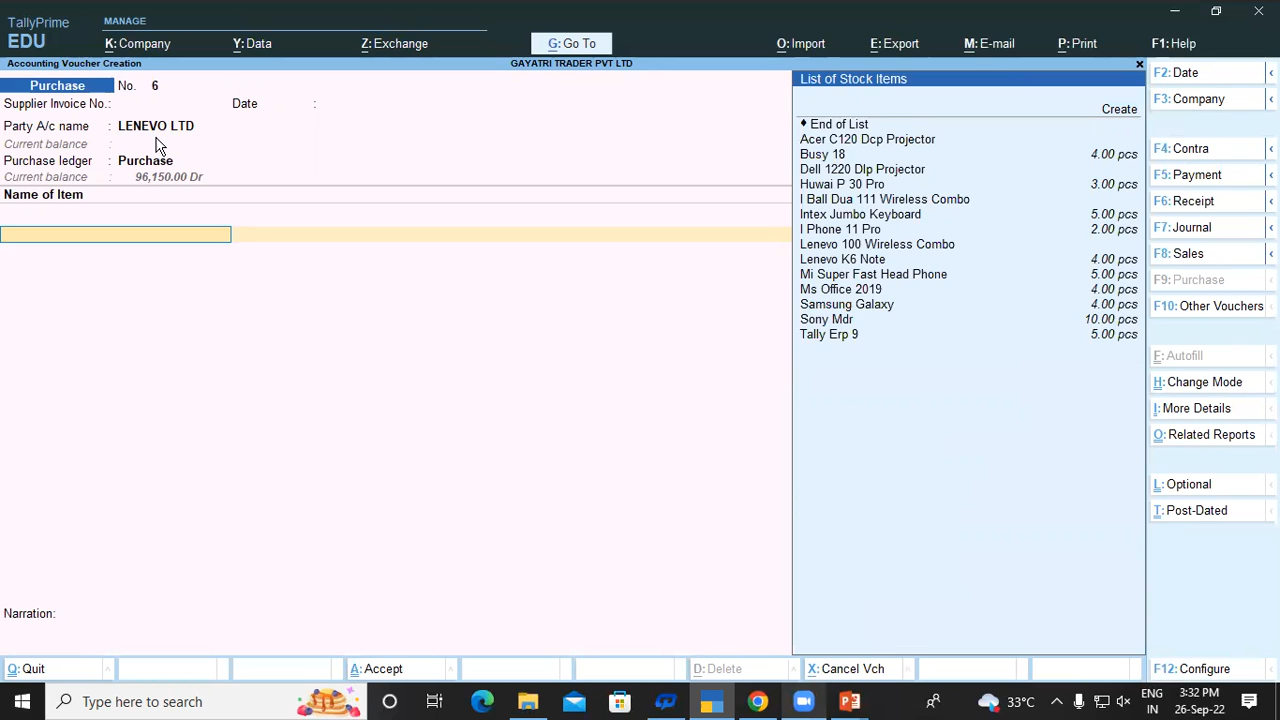 TallyPrime
EDU
MANAGE
K: Company
Y: Data
Z: Exchange
G: Go To
O: Import
E: Export
M: E-mail
P: Print
F1: Help
Accounting Voucher Creation
GAYATRI TRADER PVT LTD
Purchase No. 6
Supplier Invoice No.: Date :
Party A/c name : LENEVO LTD
Current balance :
Purchase ledger : Purchase
Current balance : 96,150.00 Dr
Name of Item
Narration:
List of Stock Items
Create
♦ End of List
Acer C120 Dcp Projector
Busy 18 4.00 pcs
Dell 1220 Dlp Projector
Huwai P 30 Pro 3.00 pcs
I Ball Dua 111 Wireless Combo
Intex Jumbo Keyboard 5.00 pcs
I Phone 11 Pro 2.00 pcs
Lenevo 100 Wireless Combo
Lenevo K6 Note 4.00 pcs
Mi Super Fast Head Phone 5.00 pcs
Ms Office 2019 4.00 pcs
Samsung Galaxy 4.00 pcs
Sony Mdr 10.00 pcs
Tally Erp 9 5.00 pcs
F2: Date
F3: Company
F4: Contra
F5: Payment
F6: Receipt
F7: Journal
F8: Sales
F9: Purchase
F10: Other Vouchers
F: Autofill
H: Change Mode
I: More Details
O: Related Reports
L: Optional
T: Post-Dated
Q: Quit
A: Accept
D: Delete
X: Cancel Vch
F12: Configure
Type here to search
33°C
ENG
IN
3:32 PM
26-Sep-22